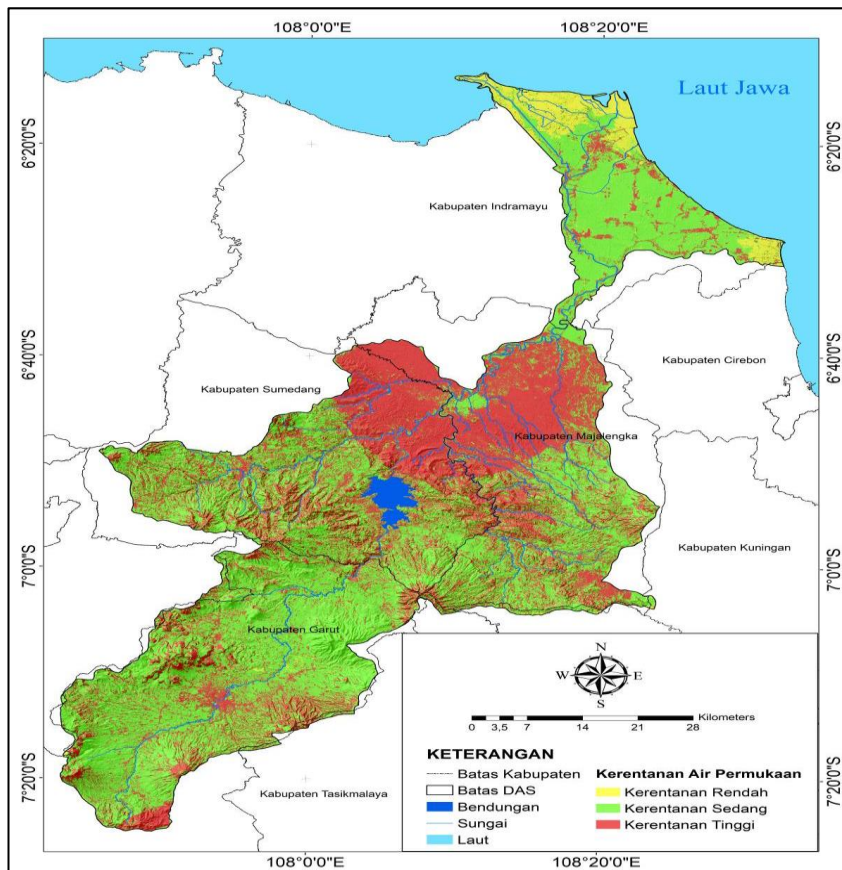 108°0'0"E
108°20'0"E
Laut Jawa
6°20'0"S
6°20'0"S
Kabupaten Indramayu
6°40'0"S
6°40'0"S
Kabupaten Cirebon
Kabupaten Sumedang
Kabupaten Majalengka
Kabupaten Kuningan
7°0'0"S
7°0'0"S
Kabupaten Garut
N
W
E
S
Kilometers
0 3,5 7 14 21 28
KETERANGAN
Batas Kabupaten
Batas DAS
Bendungan
Sungai
Laut
Kerentanan Air Permukaan
Kerentanan Rendah
Kerentanan Sedang
Kerentanan Tinggi
7°20'0"S
7°20'0"S
Kabupaten Tasikmalaya
108°0'0"E
108°20'0"E